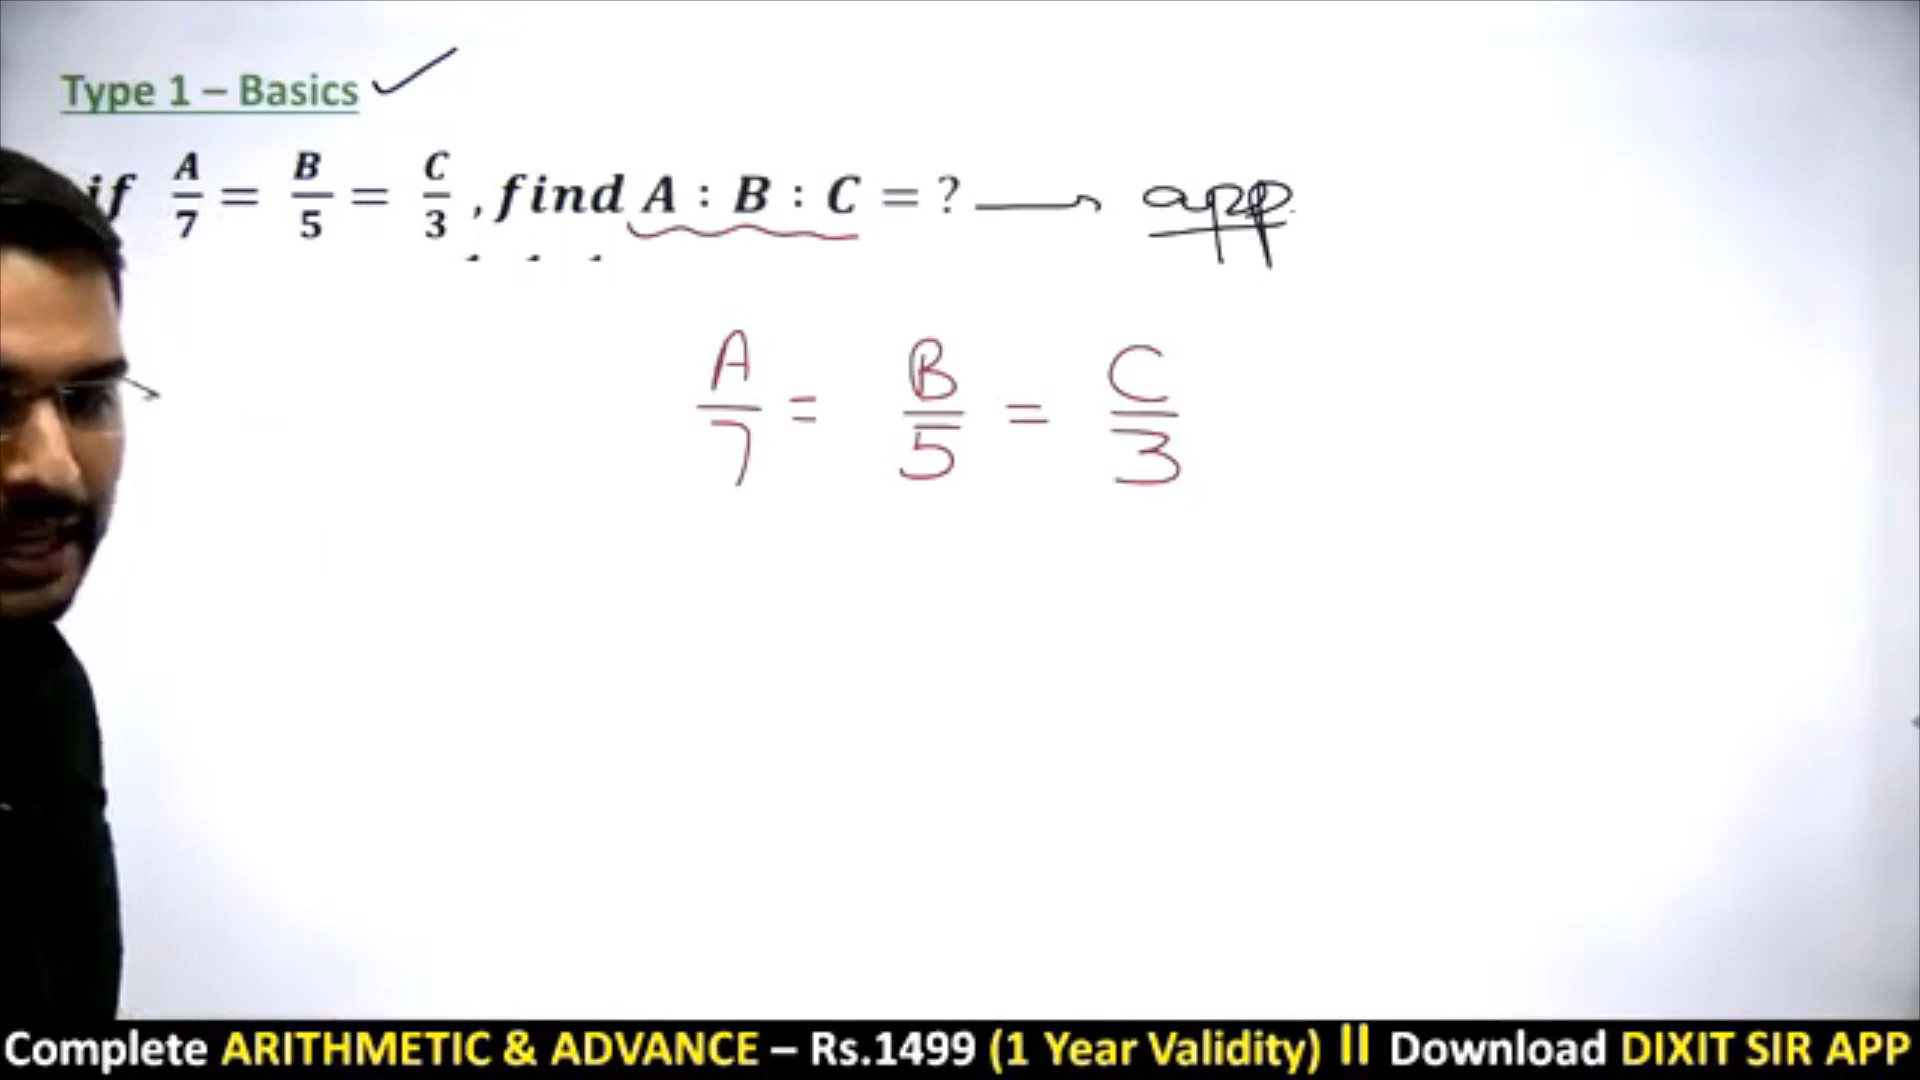 Type 1 – Basics
if A/7 = B/5 = C/3 , find A : B : C = ? app.
A/7 = B/5 = C/3
Complete ARITHMETIC & ADVANCE – Rs.1499 (1 Year Validity) || Download DIXIT SIR APP